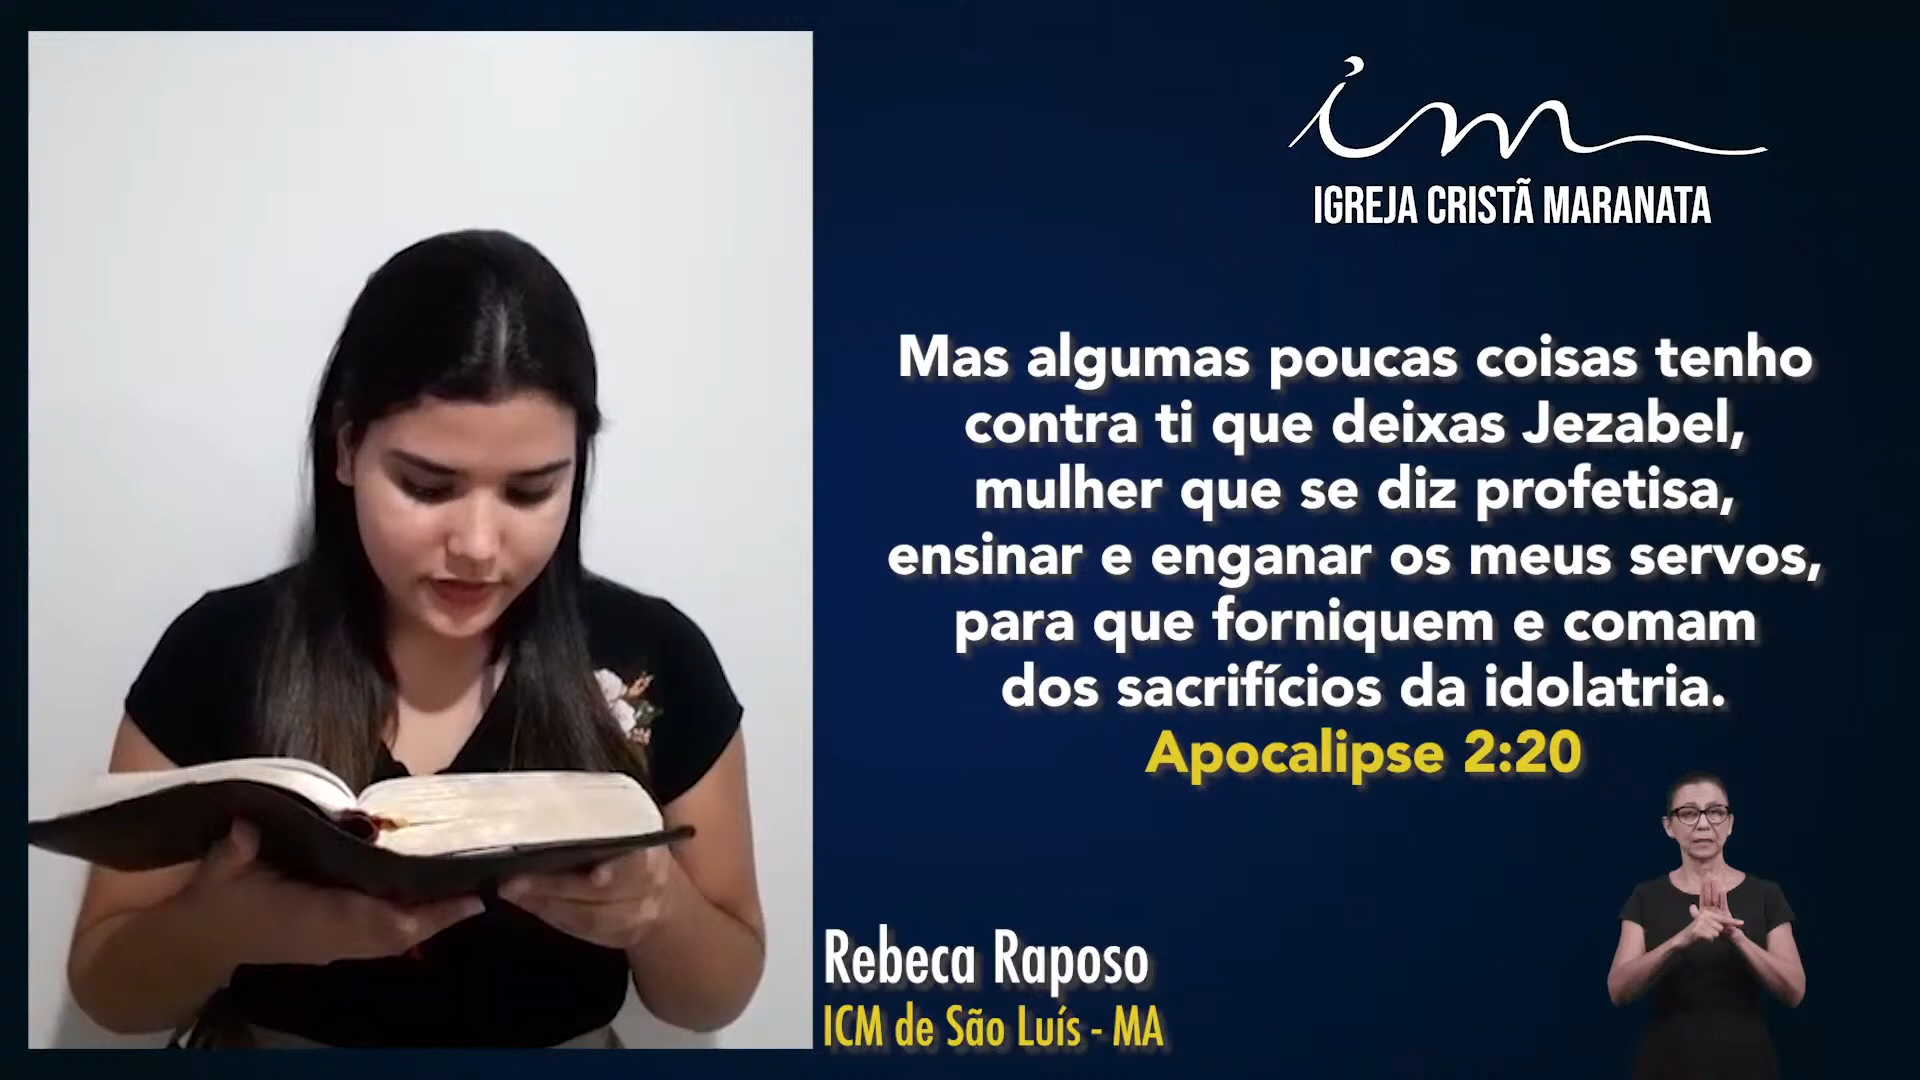 im
IGREJA CRISTÃ MARANATA
Mas algumas poucas coisas tenho
contra ti que deixas Jezabel,
mulher que se diz profetisa,
ensinar e enganar os meus servos,
para que forniquem e comam
dos sacrifícios da idolatria.
Apocalipse 2:20
Rebeca Raposo
ICM de São Luís - MA